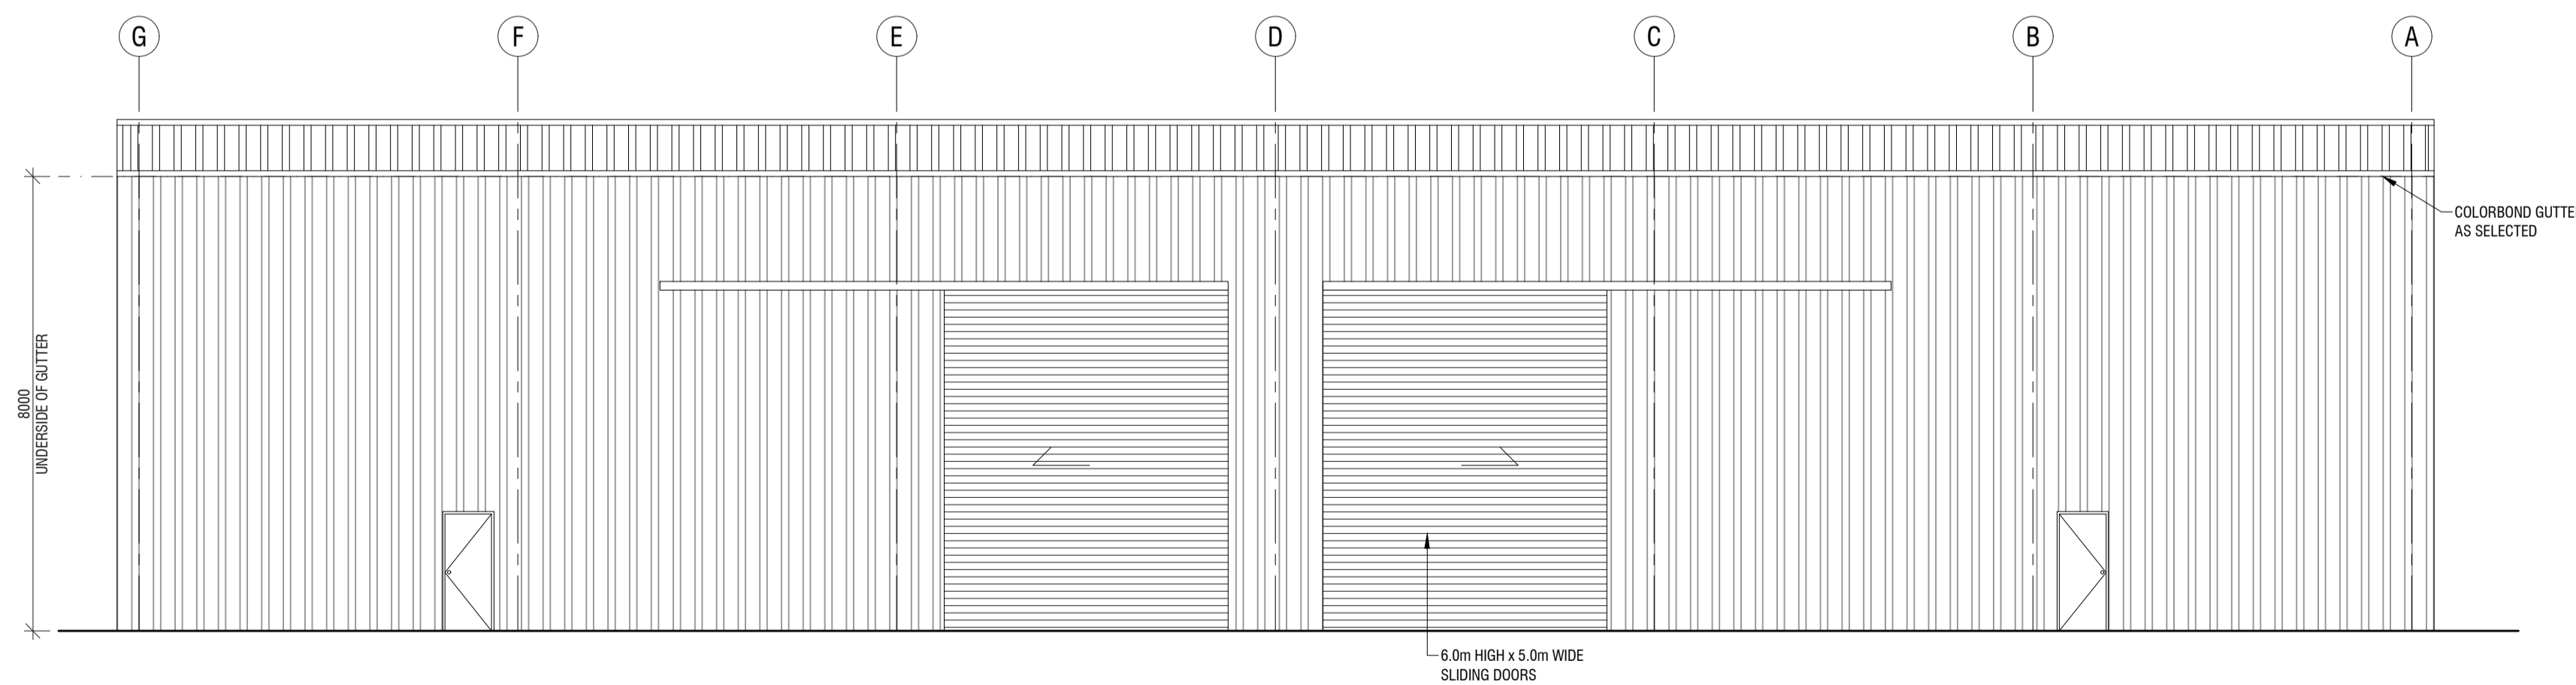 G F E D C B A
COLORBOND GUTTE
AS SELECTED
8000
UNDERSIDE OF GUTTER
6.0m HIGH x 5.0m WIDE
SLIDING DOORS